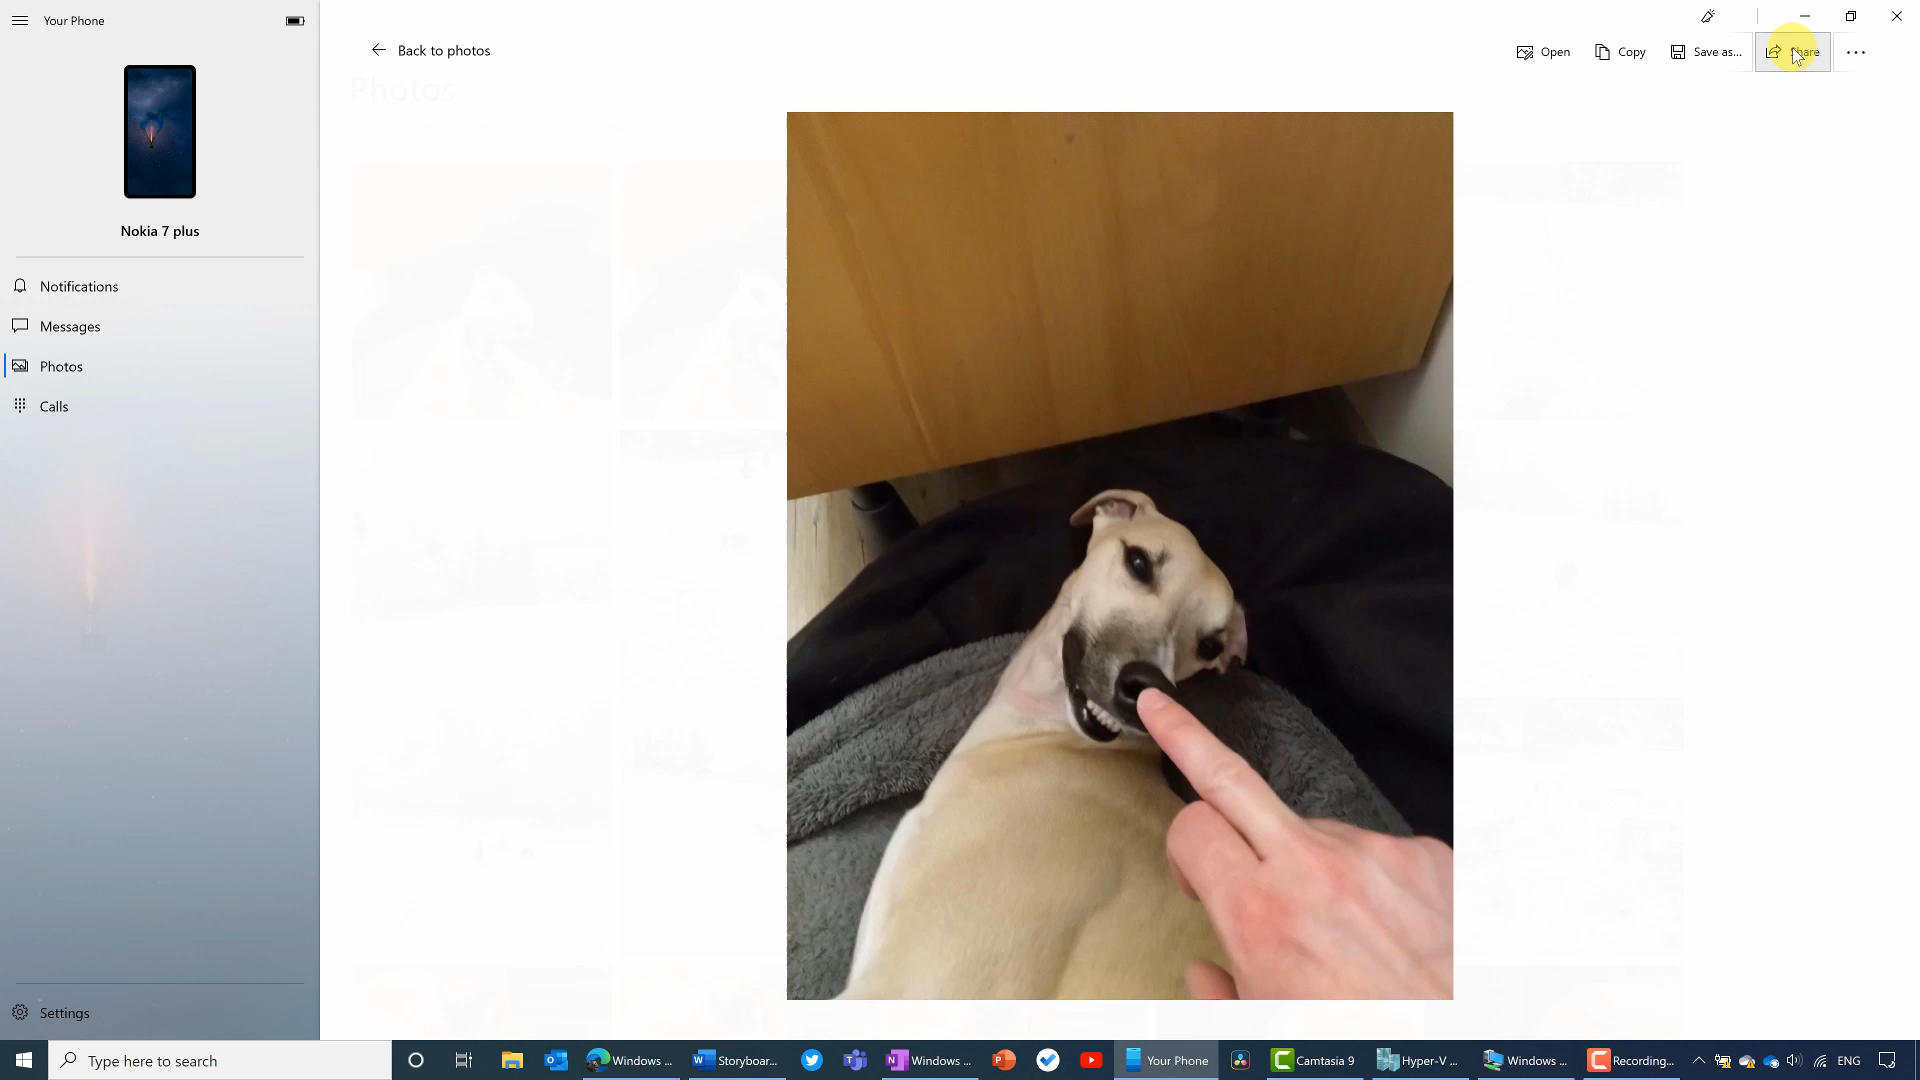 Your Phone
Back to photos
Open
Copy
Save as...
Share
Photos
Nokia 7 plus
Notifications
Messages
Photos
Calls
Settings
Type here to search
Windows ...
Storyboar...
Windows ...
Your Phone
Camtasia 9
Hyper-V ...
Windows ...
Recording...
ENG